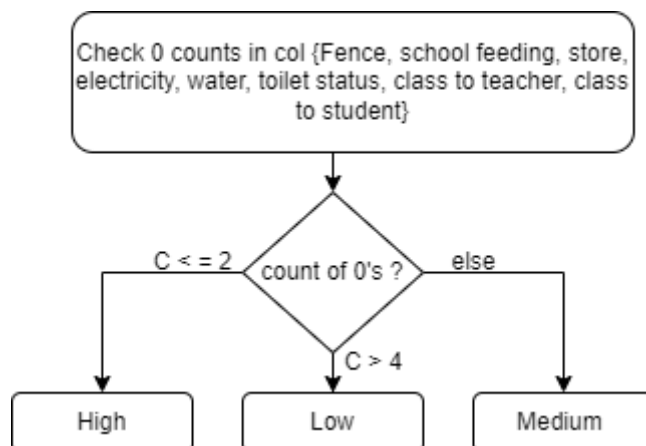 Check 0 counts in col {Fence, school feeding, store,
electricity, water, toilet status, class to teacher, class
to student}
C < = 2
count of 0's ?
else
C > 4
High
Low
Medium